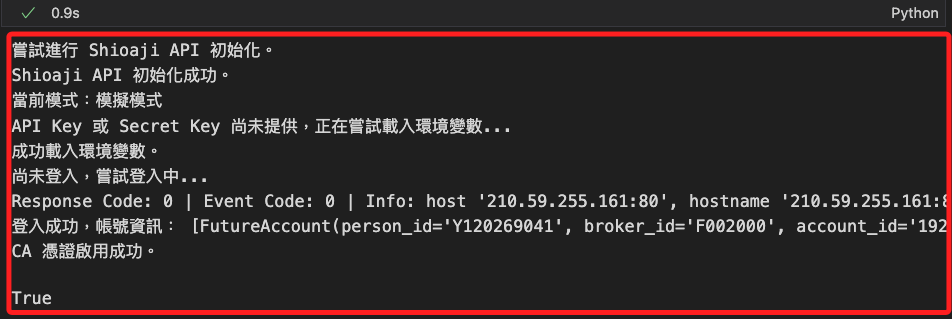 0.9s Python
嘗試進行 Shioaji API 初始化。
Shioaji API 初始化成功。
當前模式：模擬模式
API Key 或 Secret Key 尚未提供，正在嘗試載入環境變數...
成功載入環境變數。
尚未登入，嘗試登入中...
Response Code: 0 | Event Code: 0 | Info: host '210.59.255.161:80', hostname '210.59.255.161:8
登入成功，帳號資訊： [FutureAccount(person_id='Y120269041', broker_id='F002000', account_id='192
CA 憑證啟用成功。
True